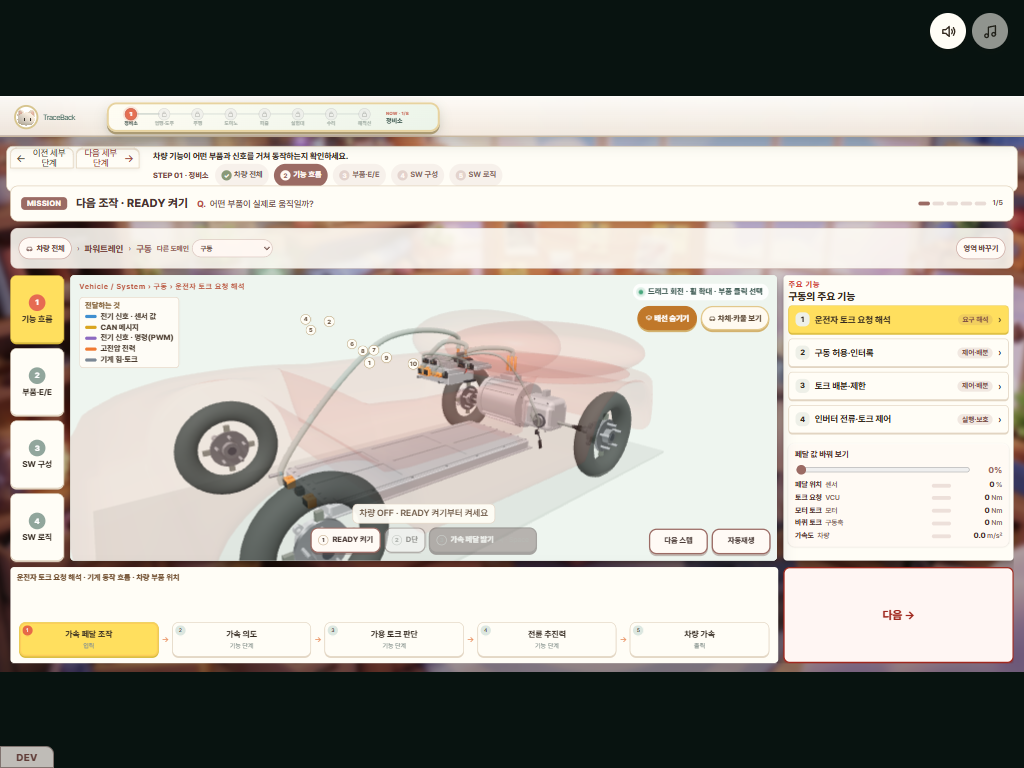 TraceBack
1
정비소
NOW · 1/8
정비소
← 이전 세부 단계
다음 세부 단계 →
차량 기능이 어떤 부품과 신호를 거쳐 동작하는지 확인하세요.
STEP 01 · 정비소
차량 전체
2 기능 흐름
3 부품·E/E
4 SW 구성
5 SW 로직
MISSION
다음 조작 · READY 켜기
Q. 어떤 부품이 실제로 움직일까?
1/5
차량 전체 › 파워트레인 › 구동 다른 도메인 구동
영역 바꾸기
1
기능 흐름
2
부품·E/E
3
SW 구성
4
SW 로직
Vehicle / System › 구동 › 운전자 토크 요청 해석
전달하는 것
전기 신호·센서 값
CAN 메시지
전기 신호·명령(PWM)
고전압 전력
기계 힘·토크
드래그 회전 · 휠 확대 · 부품 클릭 선택
배선 숨기기
차체·카울 보기
4
5
2
6
8
7
1
9
10
차량 OFF · READY 켜기부터 켜세요
1 READY 켜기
2 D단
가속 페달 밟기
다음 스텝
자동재생
주요 기능
구동의 주요 기능
1 운전자 토크 요청 해석 요구 해석 ›
2 구동 허용·인터록 제어·배분 ›
3 토크 배분·제한 제어·배분 ›
4 인버터 전류·토크 제어 실행·보호 ›
페달 값 바꿔 보기
0%
페달 위치 센서 0 %
토크 요청 VCU 0 Nm
모터 토크 모터 0 Nm
바퀴 토크 구동축 0 Nm
가속도 차량 0.0 m/s²
운전자 토크 요청 해석 · 기계 동작 흐름 · 차량 부품 위치
1
가속 페달 조작
입력
→
2
가속 의도
기능 단계
→
3
가용 토크 판단
기능 단계
→
4
전륜 추진력
기능 단계
→
5
차량 가속
출력
다음 →
DEV